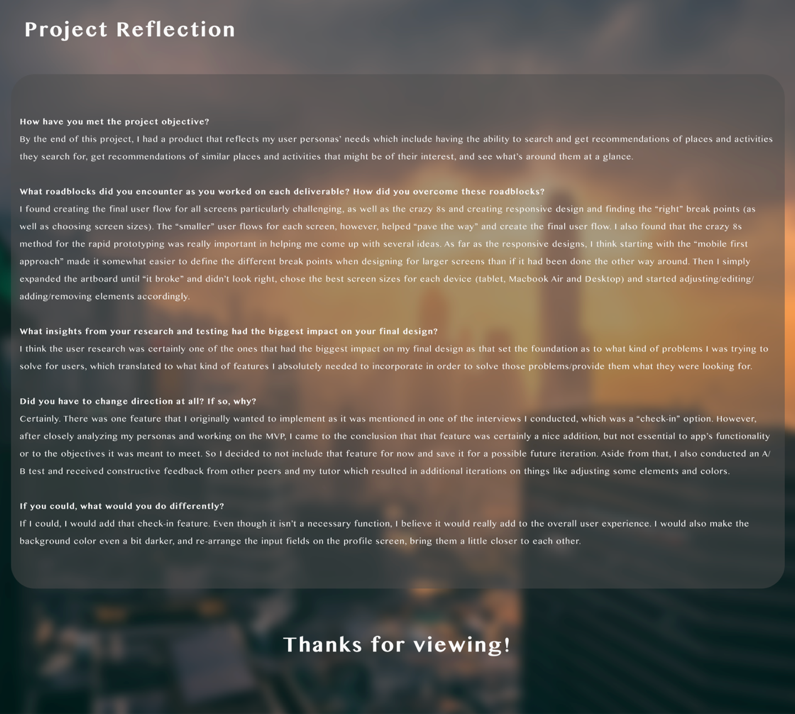 Project Reflection
How have you met the project objective?
By the end of this project, I had a product that reflects my user personas’ needs which include having the ability to search and get recommendations of places and activities
they search for, get recommendations of similar places and activities that might be of their interest, and see what’s around them at a glance.
What roadblocks did you encounter as you worked on each deliverable? How did you overcome these roadblocks?
I found creating the final user flow for all screens particularly challenging, as well as the crazy 8s and creating responsive design and finding the “right” break points (as
well as choosing screen sizes). The “smaller” user flows for each screen, however, helped “pave the way” and create the final user flow. I also found that the crazy 8s
method for the rapid prototyping was really important in helping me come up with several ideas. As far as the responsive designs, I think starting with the “mobile first
approach” made it somewhat easier to define the different break points when designing for larger screens than if it had been done the other way around. Then I simply
expanded the artboard until “it broke” and didn’t look right, chose the best screen sizes for each device (tablet, Macbook Air and Desktop) and started adjusting/editing/
adding/removing elements accordingly.
What insights from your research and testing had the biggest impact on your final design?
I think the user research was certainly one of the ones that had the biggest impact on my final design as that set the foundation as to what kind of problems I was trying to
solve for users, which translated to what kind of features I absolutely needed to incorporate in order to solve those problems/provide them what they were looking for.
Did you have to change direction at all? If so, why?
Certainly. There was one feature that I originally wanted to implement as it was mentioned in one of the interviews I conducted, which was a “check-in” option. However,
after closely analyzing my personas and working on the MVP, I came to the conclusion that that feature was certainly a nice addition, but not essential to app’s functionality
or to the objectives it was meant to meet. So I decided to not include that feature for now and save it for a possible future iteration. Aside from that, I also conducted an A/
B test and received constructive feedback from other peers and my tutor which resulted in additional iterations on things like adjusting some elements and colors.
If you could, what would you do differently?
If I could, I would add that check-in feature. Even though it isn’t a necessary function, I believe it would really add to the overall user experience. I would also make the
background color even a bit darker, and re-arrange the input fields on the profile screen, bring them a little closer to each other.
Thanks for viewing!